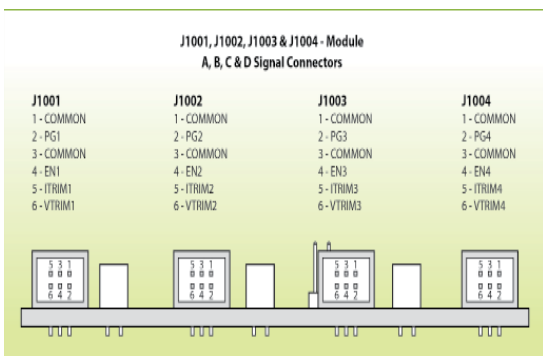 J1001, J1002, J1003 & J1004 - Module
A, B, C & D Signal Connectors
J1001
1 - COMMON
2 - PG1
3 - COMMON
4 - EN1
5 - ITRIM1
6 - VTRIM1
J1002
1 - COMMON
2 - PG2
3 - COMMON
4 - EN2
5 - ITRIM2
6 - VTRIM2
J1003
1 - COMMON
2 - PG3
3 - COMMON
4 - EN3
5 - ITRIM3
6 - VTRIM3
J1004
1 - COMMON
2 - PG4
3 - COMMON
4 - EN4
5 - ITRIM4
6 - VTRIM4
5 3 1
6 4 2
5 3 1
6 4 2
5 3 1
6 4 2
5 3 1
6 4 2